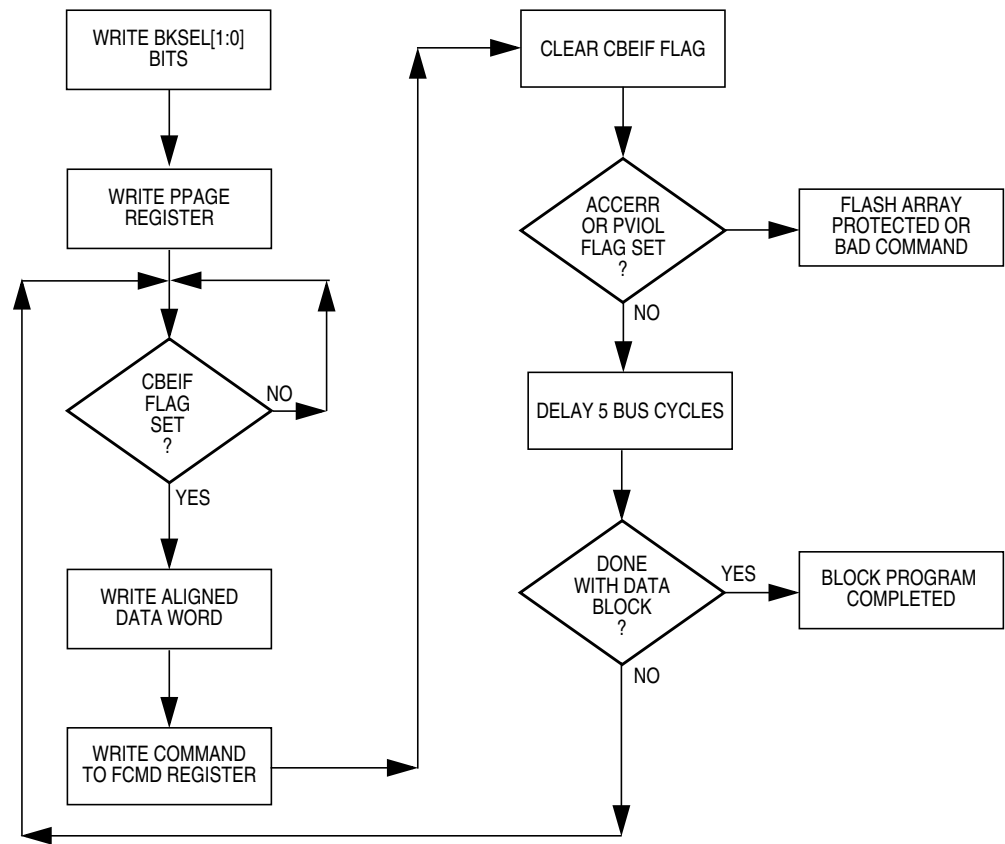 WRITE BKSEL[1:0]
BITS
WRITE PPAGE
REGISTER
CBEIF
FLAG
SET
?
NO
YES
WRITE ALIGNED
DATA WORD
WRITE COMMAND
TO FCMD REGISTER
CLEAR CBEIF FLAG
ACCERR
OR PVIOL
FLAG SET
?
FLASH ARRAY
PROTECTED OR
BAD COMMAND
NO
DELAY 5 BUS CYCLES
DONE
WITH DATA
BLOCK
?
YES
BLOCK PROGRAM
COMPLETED
NO